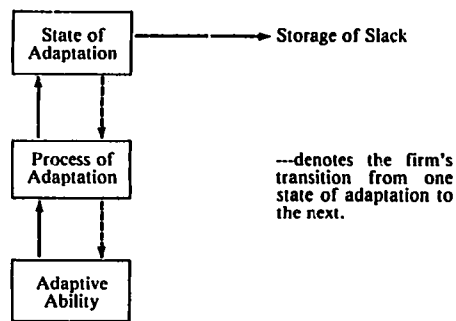 State of
Adaptation
Storage of Slack
Process of
Adaptation
---denotes the firm's
transition from one
state of adaptation to
the next.
Adaptive
Ability